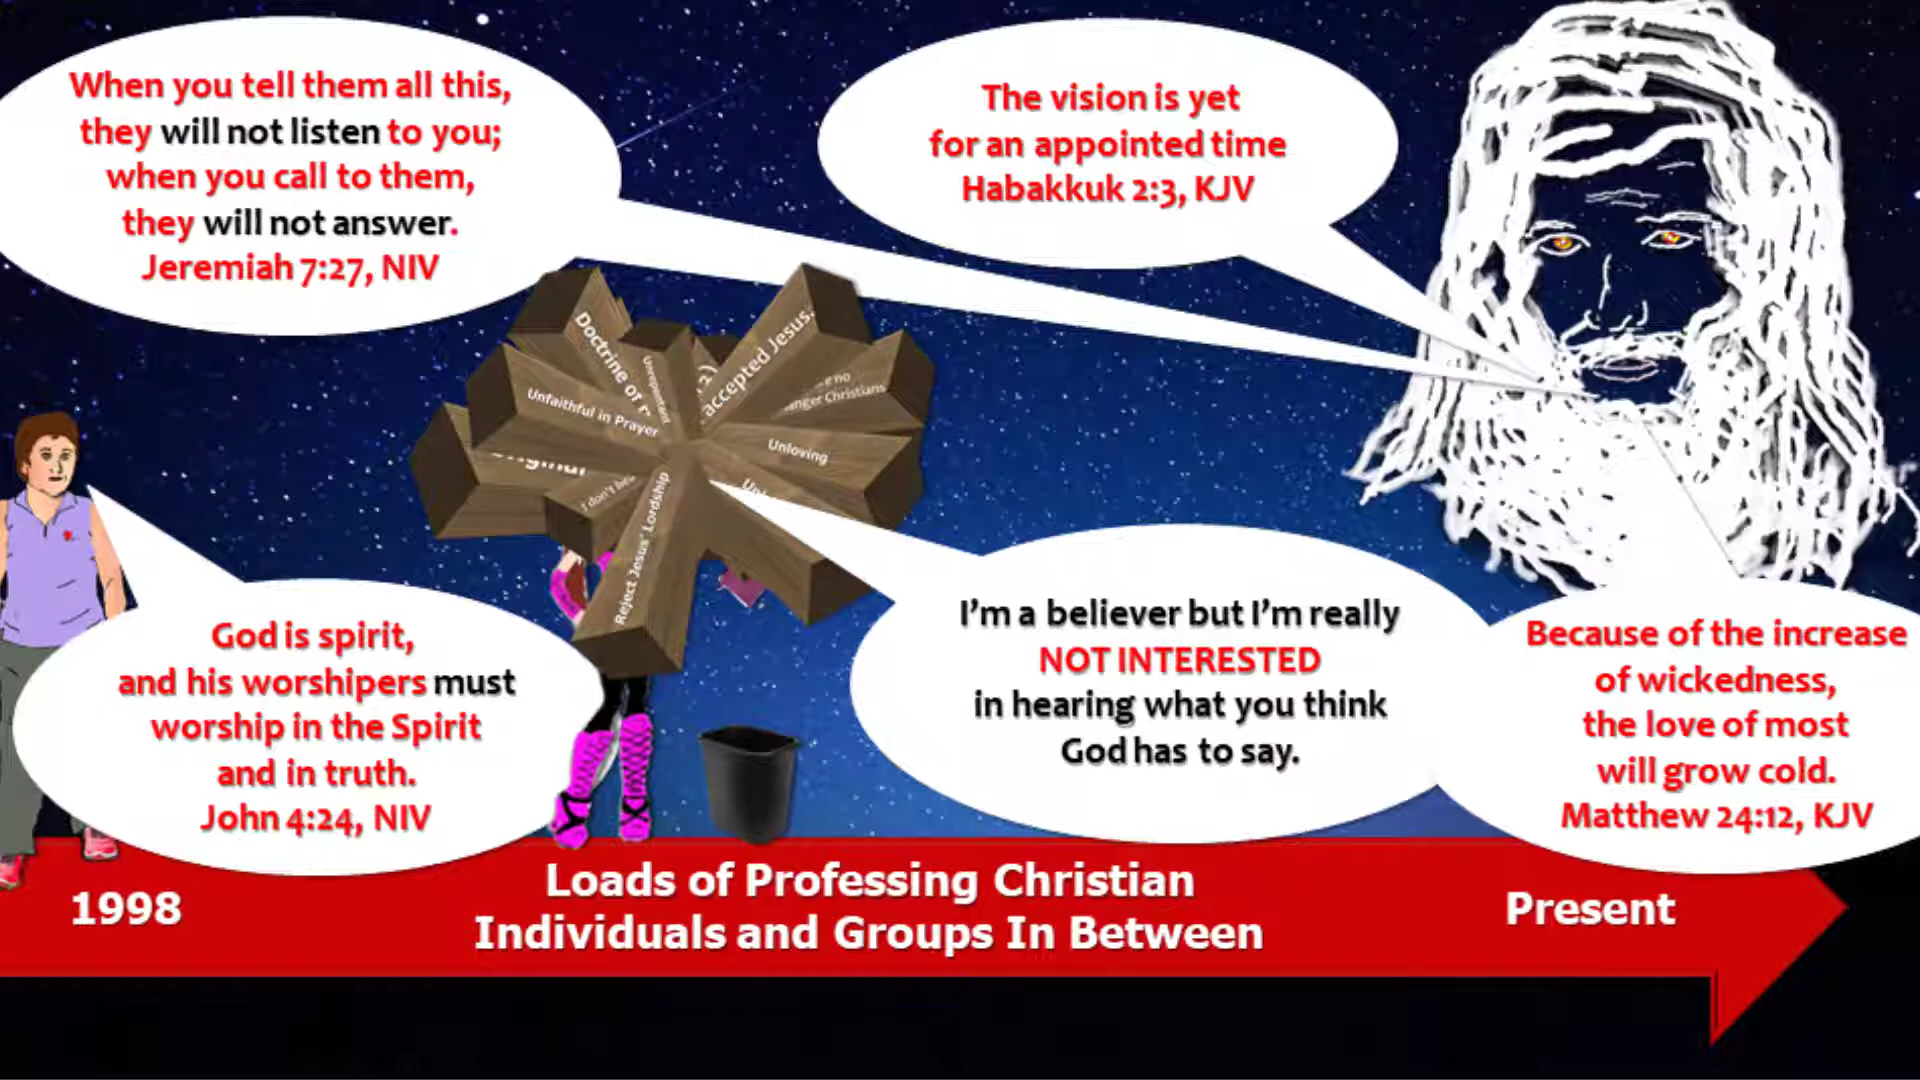 When you tell them all this,
they will not listen to you;
when you call to them,
they will not answer.
Jeremiah 7:27, NIV
The vision is yet
for an appointed time
Habakkuk 2:3, KJV
Doctrine of
Unrepentant
accepted Jesus.
no
Christians
Unfaithful in Prayer
Unloving
I don't
Reject Jesus' Lordship
God is spirit,
and his worshipers must
worship in the Spirit
and in truth.
John 4:24, NIV
I'm a believer but I'm really
NOT INTERESTED
in hearing what you think
God has to say.
Because of the increase
of wickedness,
the love of most
will grow cold.
Matthew 24:12, KJV
1998
Loads of Professing Christian
Individuals and Groups In Between
Present